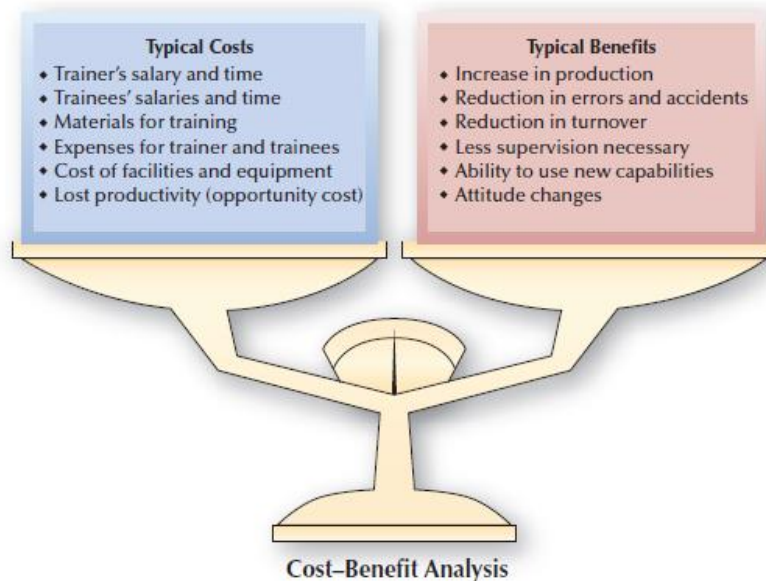 Typical Costs
◆ Trainer's salary and time
◆ Trainees' salaries and time
◆ Materials for training
◆ Expenses for trainer and trainees
◆ Cost of facilities and equipment
◆ Lost productivity (opportunity cost)
Typical Benefits
◆ Increase in production
◆ Reduction in errors and accidents
◆ Reduction in turnover
◆ Less supervision necessary
◆ Ability to use new capabilities
◆ Attitude changes
Cost–Benefit Analysis